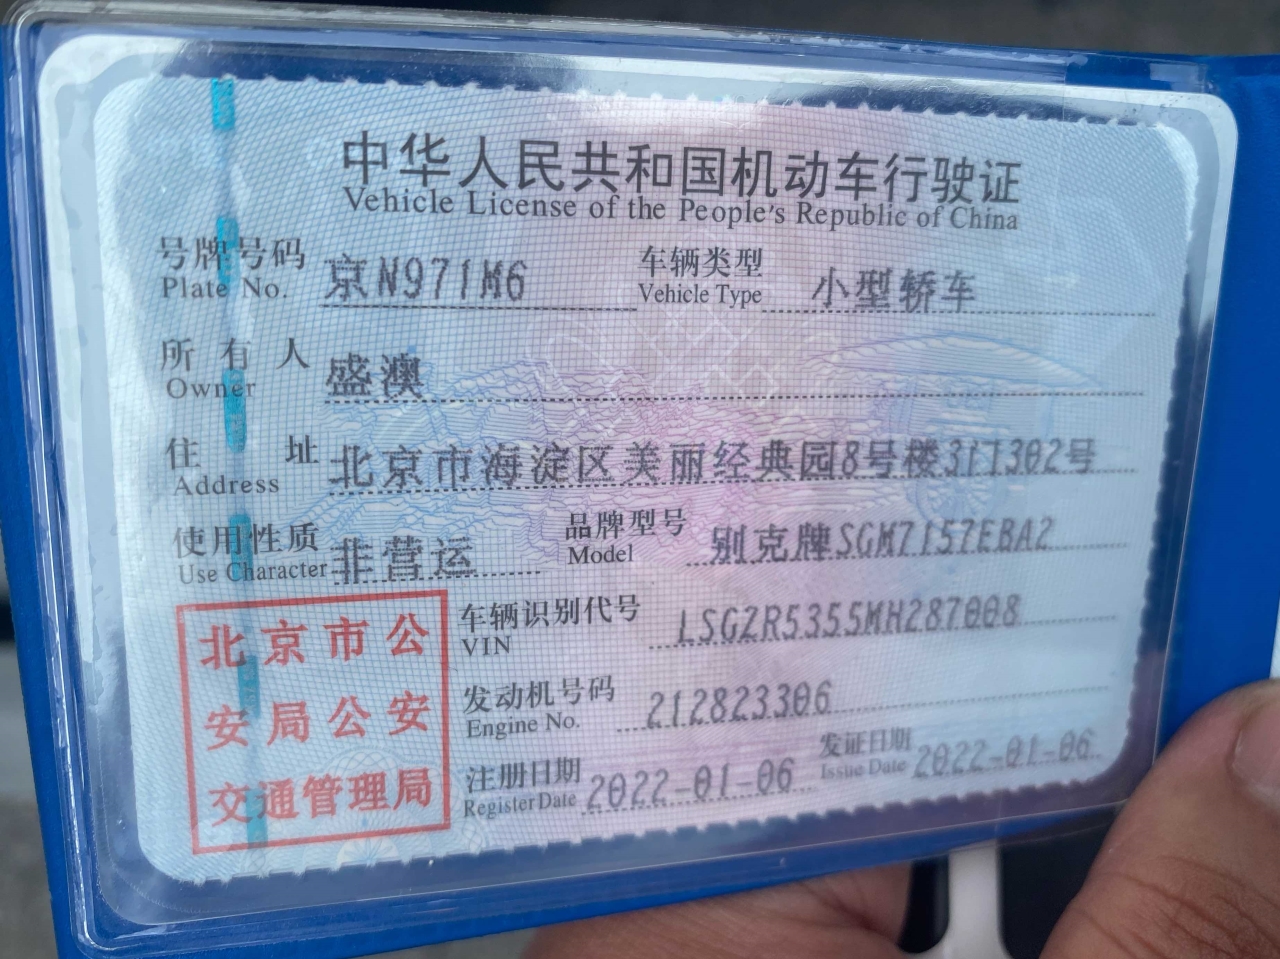 中华人民共和国机动车行驶证
Vehicle License of the People's Republic of China
号牌号码 京N971M6 车辆类型 小型轿车
Plate No. Vehicle Type
所有人 盛澳
Owner
住址 北京市海淀区美丽经典园8号楼3门302号
Address
使用性质 非营运 品牌型号 别克牌SGM7157EBA2
Use Character Model
车辆识别代号 LSGZR5355MH287008
VIN
发动机号码 212823306
Engine No.
注册日期 2022-01-06 发证日期 2022-01-06
Register Date Issue Date
北京市公
安局公安
交通管理局